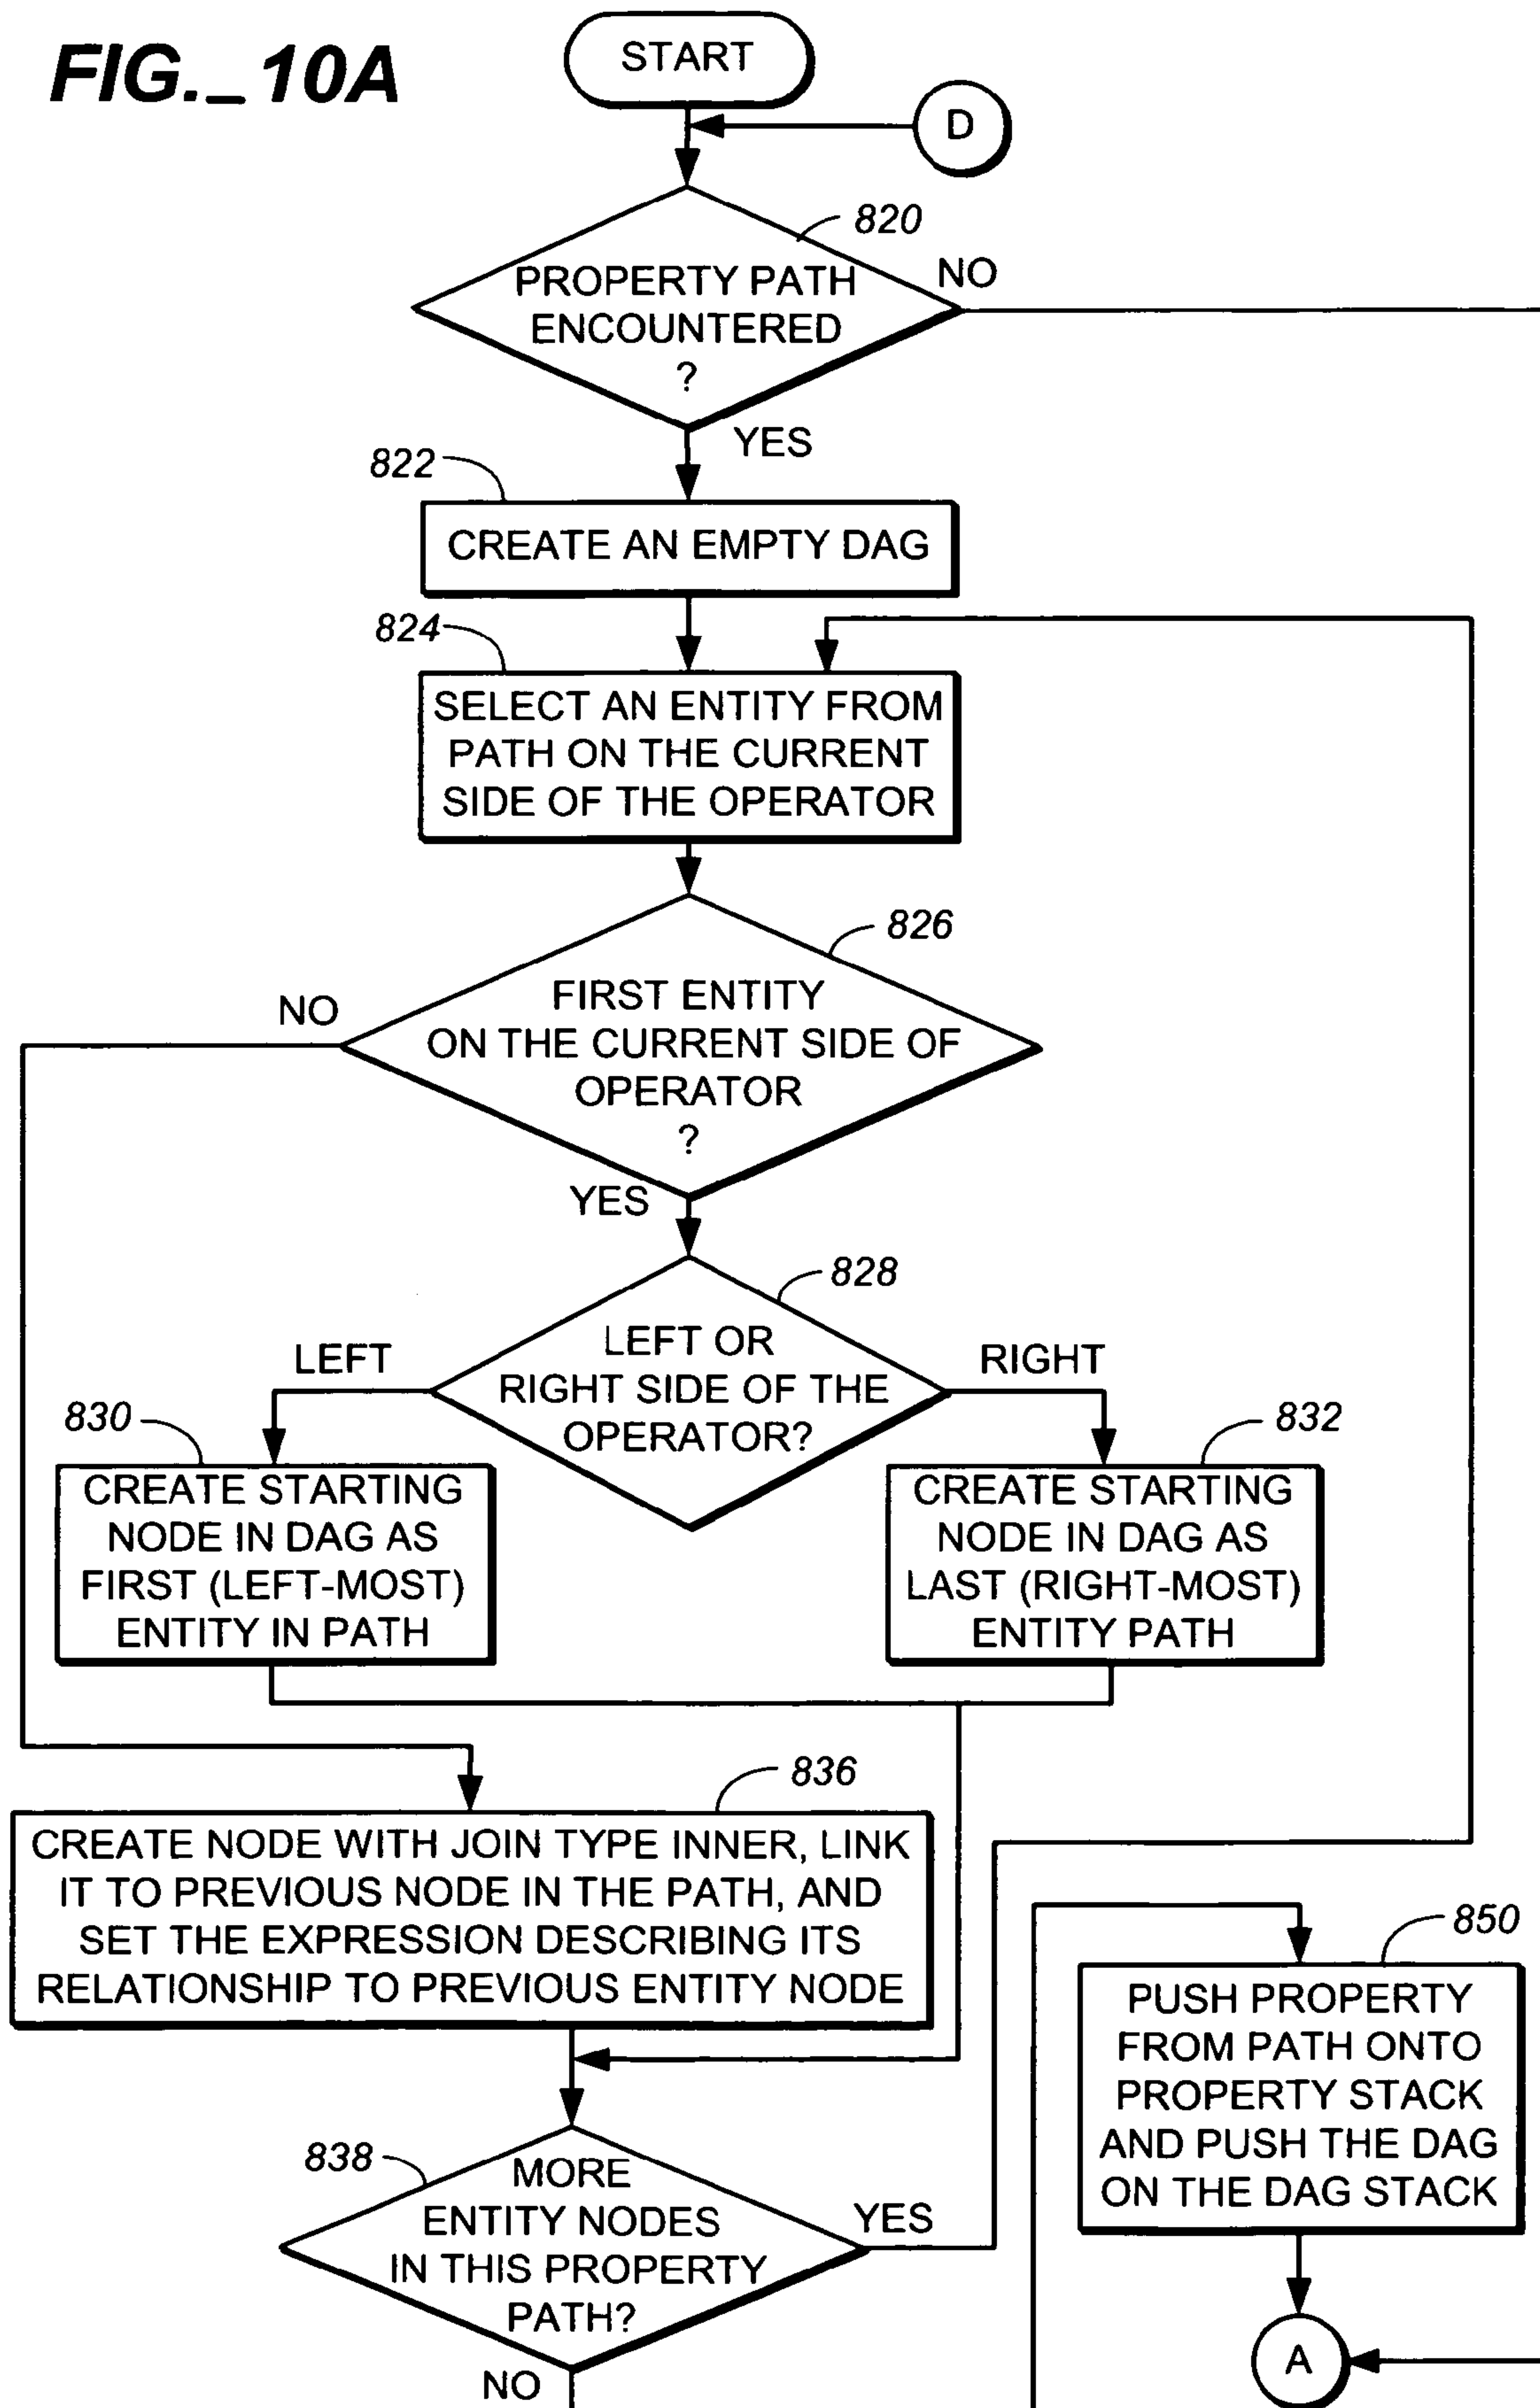 FIG._10A
START
D
820
PROPERTY PATH
ENCOUNTERED
?
NO
YES
822
CREATE AN EMPTY DAG
824
SELECT AN ENTITY FROM
PATH ON THE CURRENT
SIDE OF THE OPERATOR
826
NO
FIRST ENTITY
ON THE CURRENT SIDE OF
OPERATOR
?
YES
828
LEFT
LEFT OR
RIGHT SIDE OF THE
OPERATOR?
RIGHT
830
CREATE STARTING
NODE IN DAG AS
FIRST (LEFT-MOST)
ENTITY IN PATH
832
CREATE STARTING
NODE IN DAG AS
LAST (RIGHT-MOST)
ENTITY PATH
836
CREATE NODE WITH JOIN TYPE INNER, LINK
IT TO PREVIOUS NODE IN THE PATH, AND
SET THE EXPRESSION DESCRIBING ITS
RELATIONSHIP TO PREVIOUS ENTITY NODE
838
MORE
ENTITY NODES
IN THIS PROPERTY
PATH?
YES
NO
850
PUSH PROPERTY
FROM PATH ONTO
PROPERTY STACK
AND PUSH THE DAG
ON THE DAG STACK
A